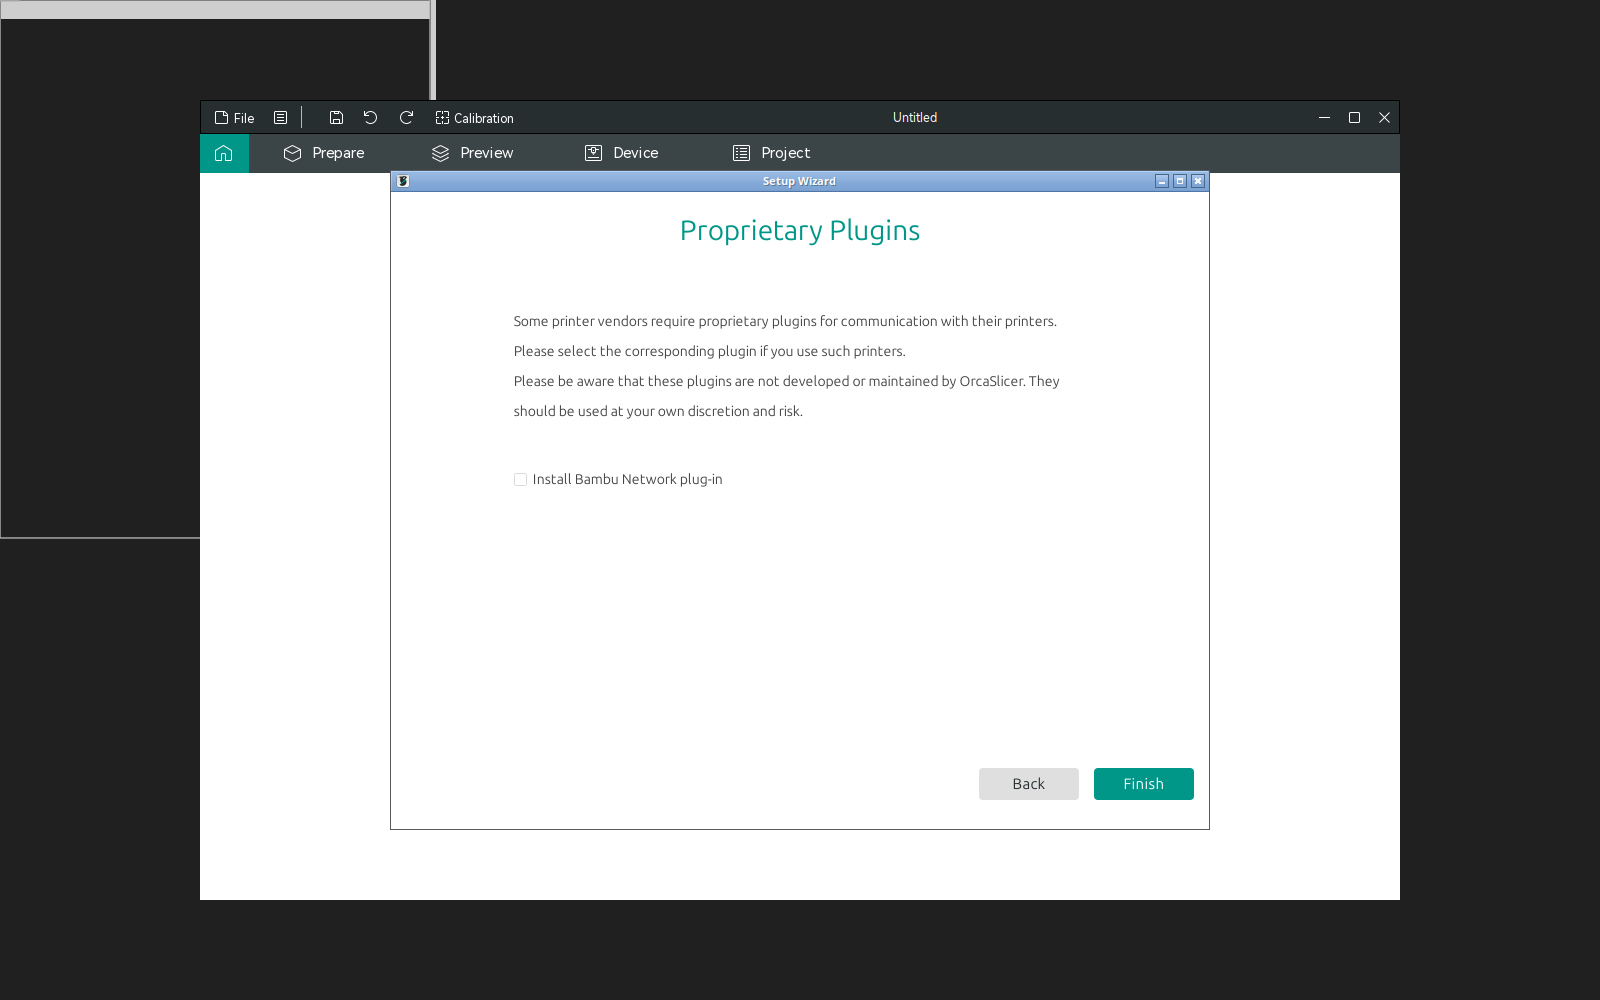 File
Calibration
Untitled
Prepare
Preview
Device
Project
Setup Wizard
Proprietary Plugins
Some printer vendors require proprietary plugins for communication with their printers.
Please select the corresponding plugin if you use such printers.
Please be aware that these plugins are not developed or maintained by OrcaSlicer. They
should be used at your own discretion and risk.
Install Bambu Network plug-in
Back
Finish